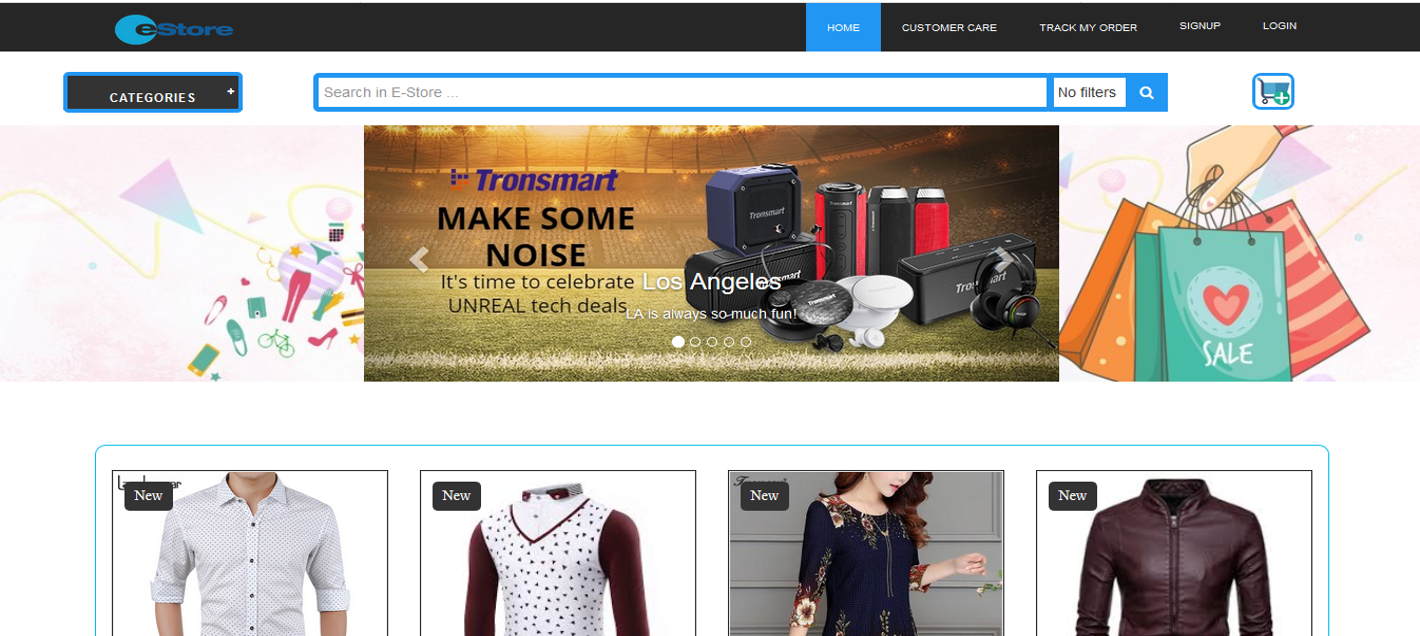 eStore
HOME CUSTOMER CARE TRACK MY ORDER SIGNUP LOGIN
CATEGORIES +
Search in E-Store ...
No filters
Tronsmart
MAKE SOME
NOISE
It's time to celebrate
UNREAL tech deals
Los Angeles
LA is always so much fun!
Tronsmart
Tronsmart
Tronsmart
SALE
New
New
New
New